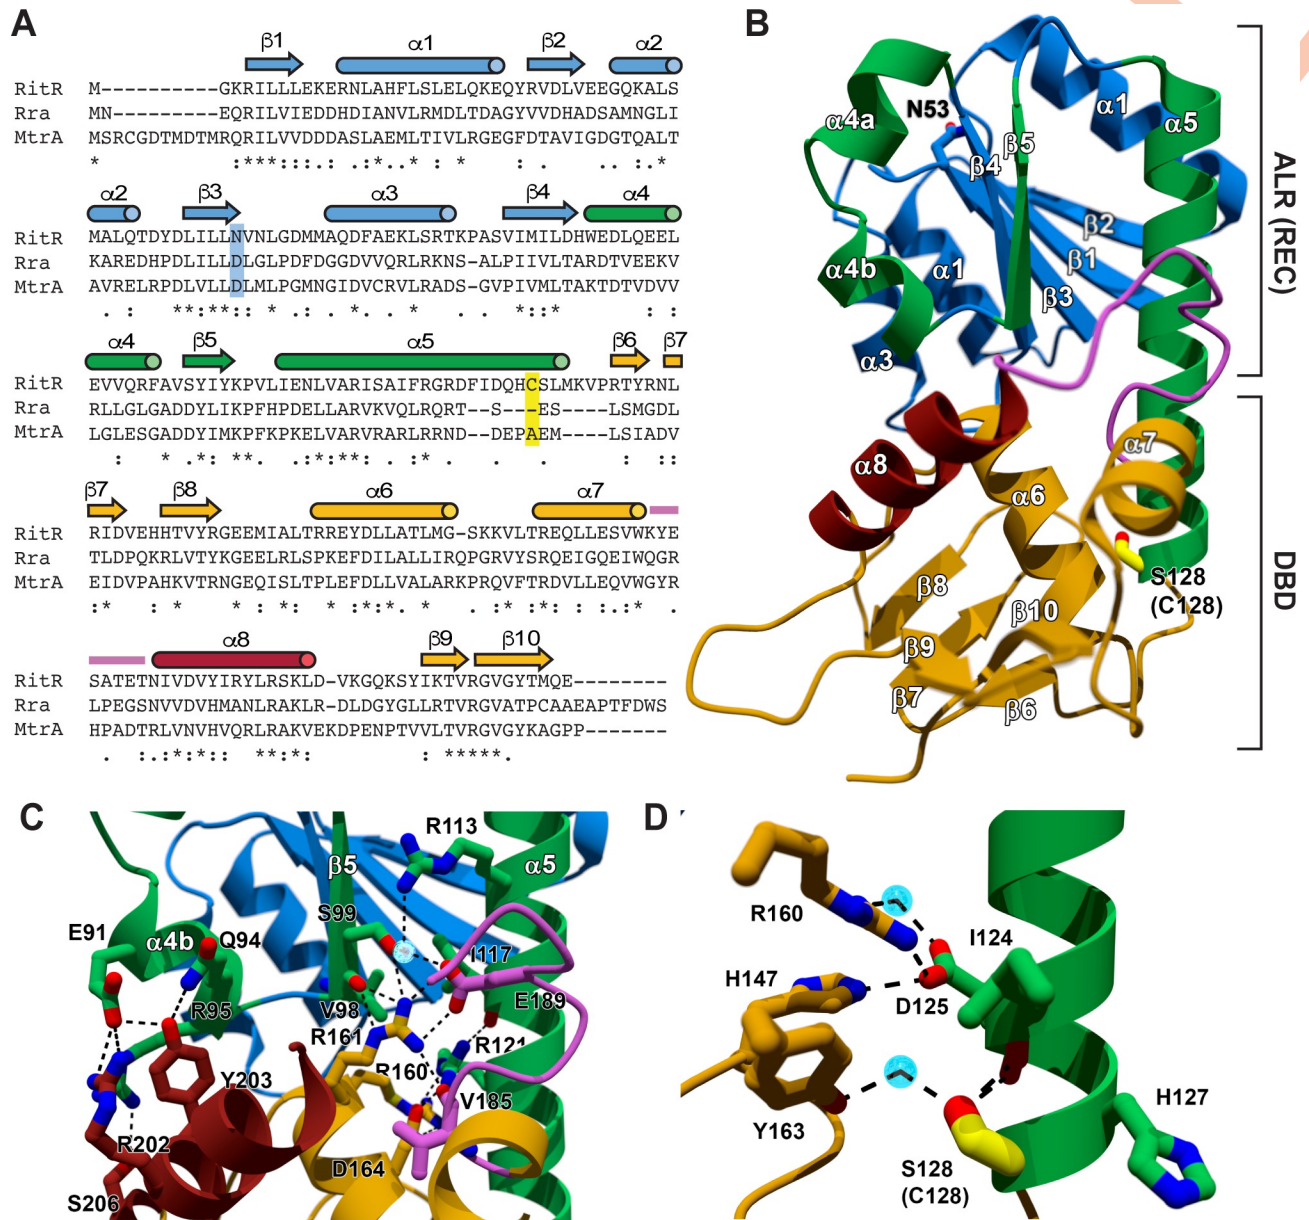 A
β1 α1 β2 α2
RitR M-----------GKRILLLEKERNLAHFLSLELQKEQYRVDLVEEGQKALS
Rra MN----------EQRILVIEDDHDIANVLRMDLTDAGYVVDHADSAMNGLI
MtrA MSRCGDTMDTMRQRILVVDDDASLAEMLTIVLRGEGFDTAVIGDGTQALT
* :***:::.:.*..* : * : . .. .*
α2 β3 α3 β4 α4
RitR MALQTDYDLILLNVNLGDMMAQDFAEKLSRTKPASVIMILDHWEDLQEEL
Rra KAREDHPDLILLDLGLPDFDGGDVVQRLRKNS-ALPIIVLTARDTVEEKV
MtrA AVRELRPDLVLLDLMLPGMNGIDVCRVLRADS-GVPIVMLTAKTDTVDVV
. : **:**:: * .: . *. . * . *::* : :
α4 β5 α5 β6 β7
RitR EVVQRFAVSYIYKPVLIENLVARISAIFRGRDFIDQHCSLMKVPRTYRNL
Rra RLLGLGADDYLIKPFHPDELLARVKVQLRQRT--S--ES----LSMGDL
MtrA LGLESGADDYIMKPFKPKELVARVRARLRRND--DEPAEM----LSIADV
: * .*: **. .::**:. :* . . : ::
β7 β8 α6 α7
RitR RIDVEHHTVYRGEEMIALTRREYDLLATLMG-SKKVLTREQLLESVWKYE
Rra TLDPQKRLVTYKGEELRLSPKEFDILALLIRQPGRVYSRQEIGQEIWQGR
MtrA EIDVPAHKVTRNGEQISLTPLEFDLLVALARKPRQVFTRDVLLEQVWGYR
:* * *: *: *:*:*. * :* :*: : :.:* .
α8 β9 β10
RitR SATETNIVDVYIRYLRSKLD-VKGQKSYIKTVRGVGYTMQE--------
Rra LPEGSNVVDVHMANLRAKLR-DLDGYGLLRTVRGVATPCAAEAPTFDWS
MtrA HPADTRLVNVHVQRLRAKVEKDPENPTVVLTVRGVGYKAGPP-------
. :.:*:*:: **:*: : *****.
B
N53
α4a
α4b
α1
α5
β4
β5
β2
β1
β3
α1
α3
α8
α6
α7
S128
(C128)
β8
β10
β9
β7
β6
ALR (REC)
DBD
C
R113
β5
α5
S99
E91
α4b
Q94
I117
E189
R95
V98
R161
R121
R160
Y203
V185
R202
D164
S206
D
R160
I124
H147
D125
H127
Y163
S128
(C128)